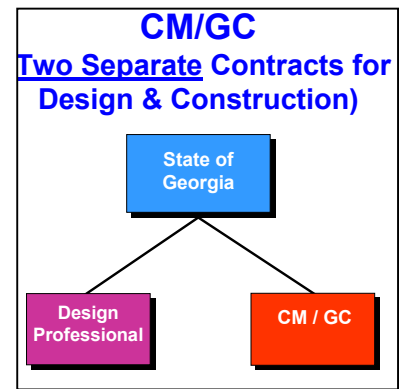 CM/GC
Two Separate Contracts for
Design & Construction)
State of
Georgia
Design
Professional
CM / GC